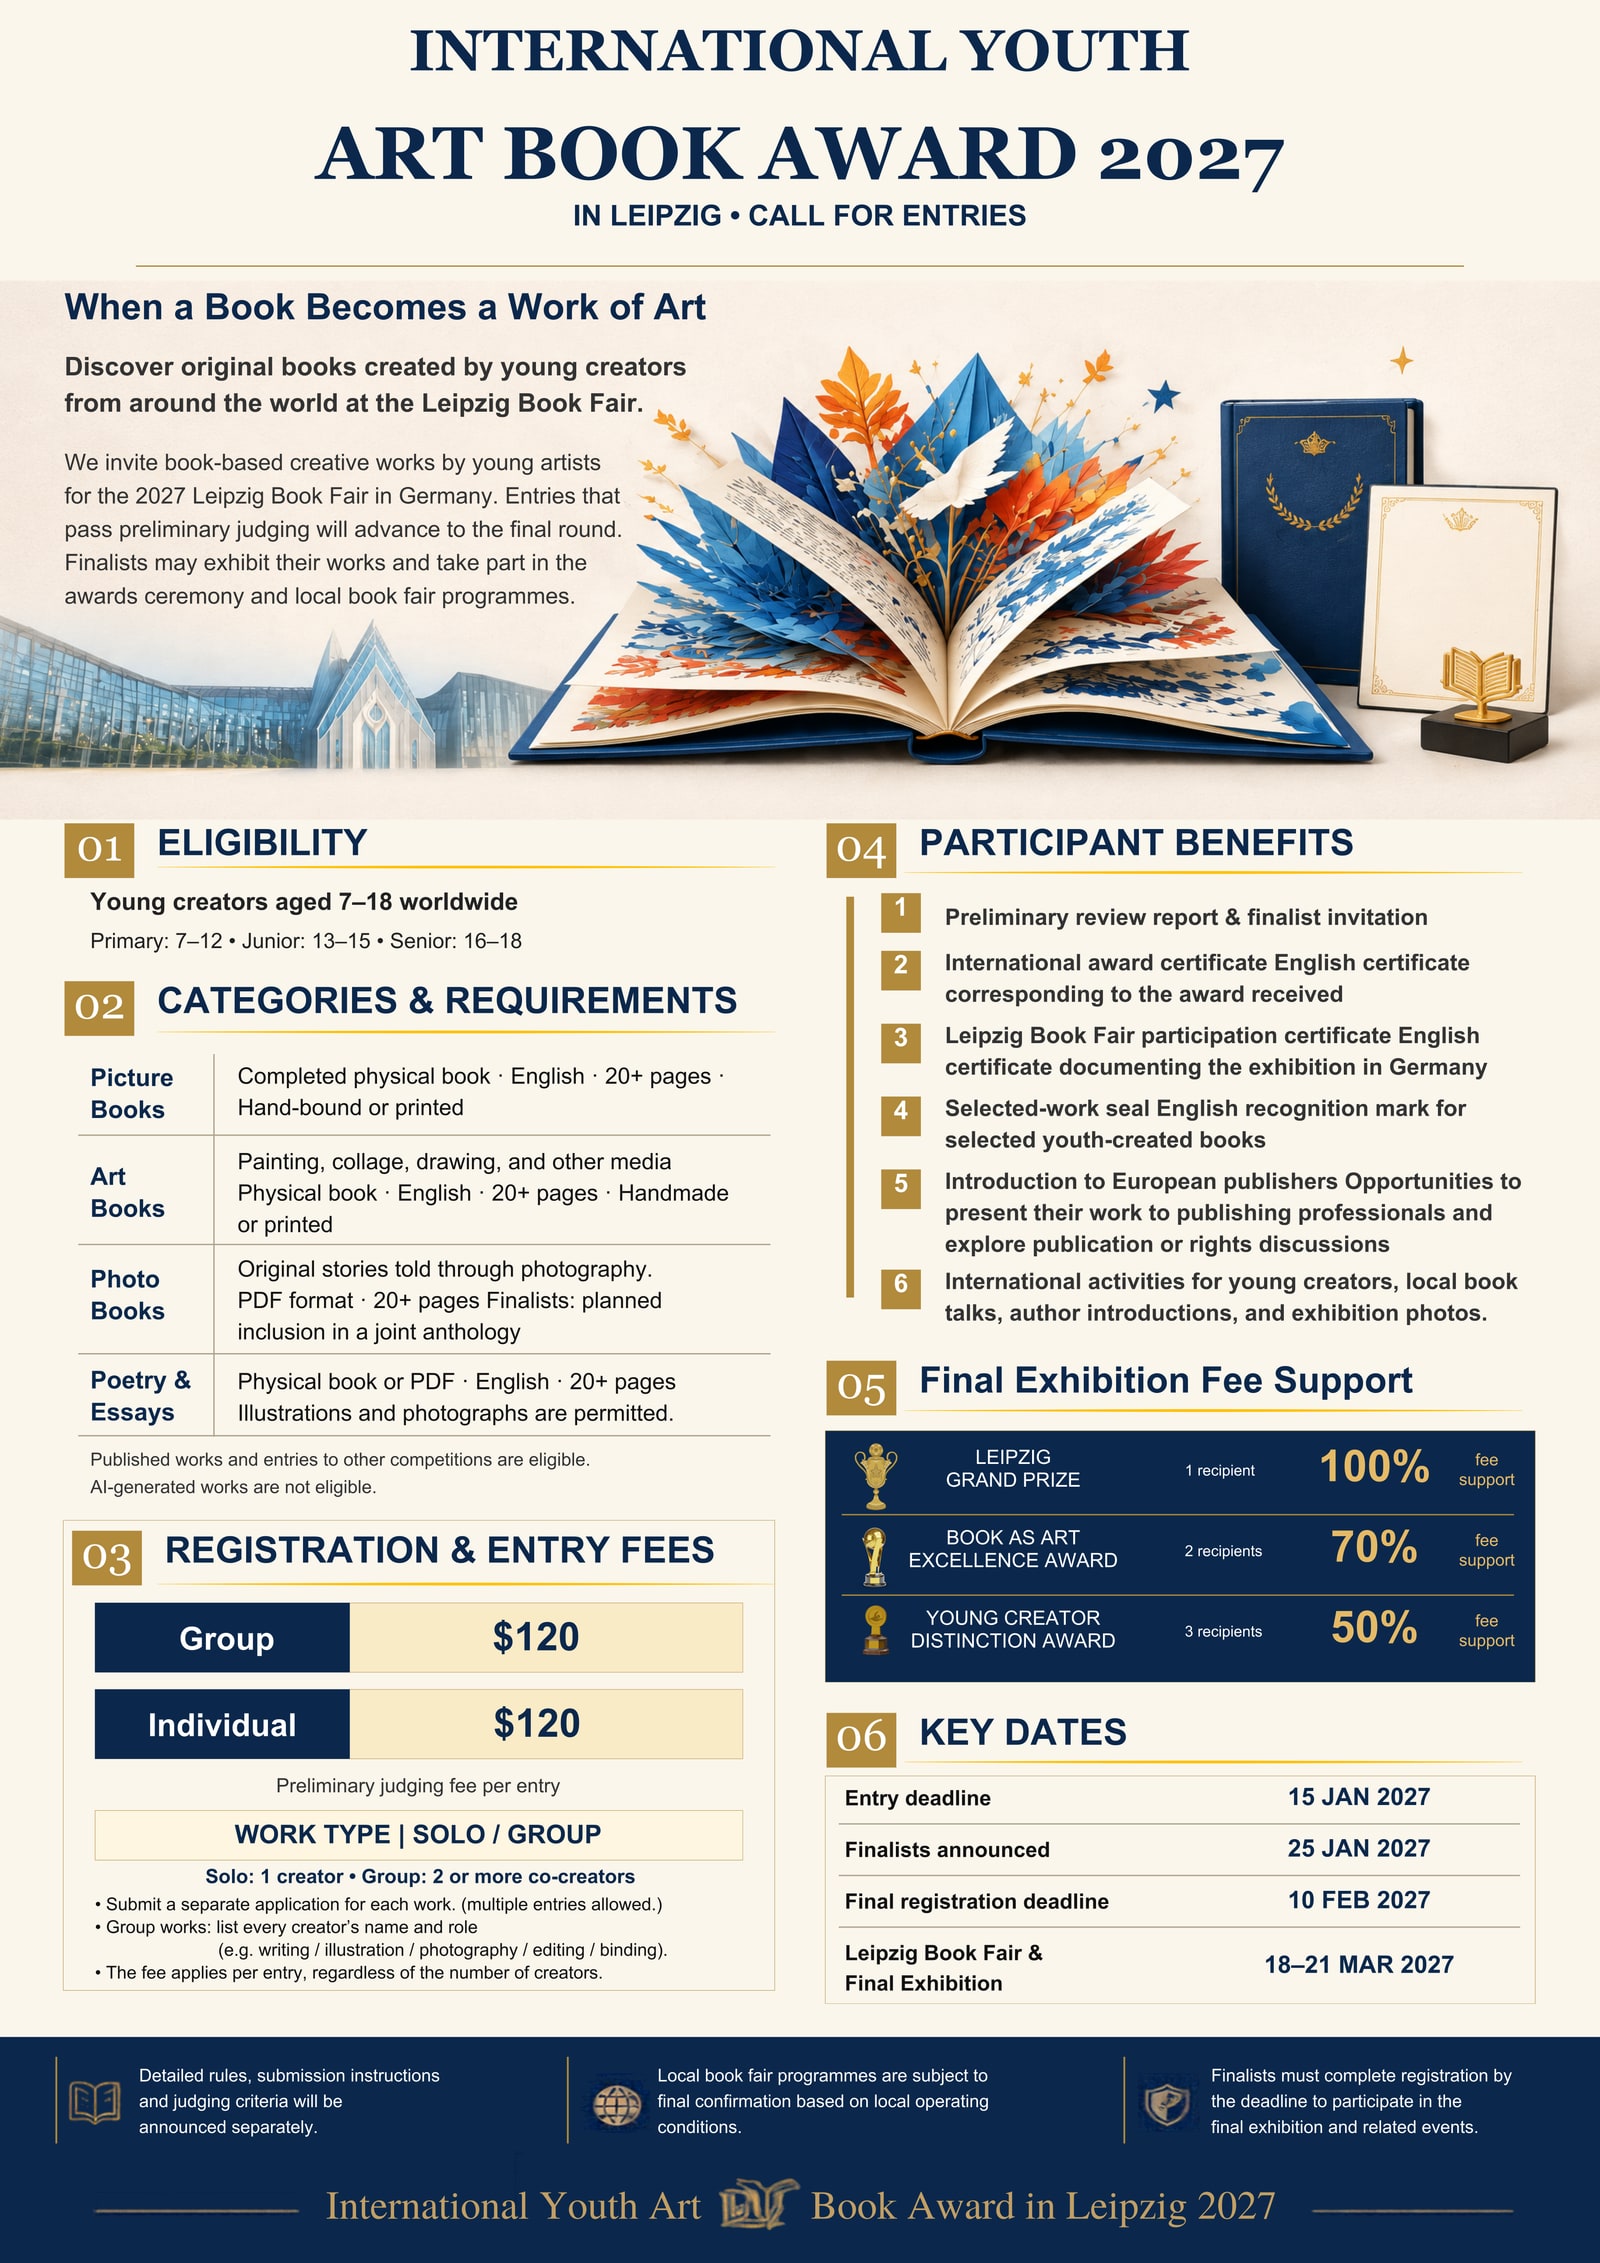 INTERNATIONAL YOUTH
ART BOOK AWARD 2027
IN LEIPZIG • CALL FOR ENTRIES
When a Book Becomes a Work of Art
Discover original books created by young creators
from around the world at the Leipzig Book Fair.
We invite book-based creative works by young artists
for the 2027 Leipzig Book Fair in Germany. Entries that
pass preliminary judging will advance to the final round.
Finalists may exhibit their works and take part in the
awards ceremony and local book fair programmes.
01 ELIGIBILITY
Young creators aged 7–18 worldwide
Primary: 7–12 • Junior: 13–15 • Senior: 16–18
02 CATEGORIES & REQUIREMENTS
Picture
Books
Completed physical book · English · 20+ pages ·
Hand-bound or printed
Art
Books
Painting, collage, drawing, and other media
Physical book · English · 20+ pages · Handmade
or printed
Photo
Books
Original stories told through photography.
PDF format · 20+ pages Finalists: planned
inclusion in a joint anthology
Poetry &
Essays
Physical book or PDF · English · 20+ pages
Illustrations and photographs are permitted.
Published works and entries to other competitions are eligible.
AI-generated works are not eligible.
03 REGISTRATION & ENTRY FEES
Group $120
Individual $120
Preliminary judging fee per entry
WORK TYPE | SOLO / GROUP
Solo: 1 creator • Group: 2 or more co-creators
• Submit a separate application for each work. (multiple entries allowed.)
• Group works: list every creator's name and role
(e.g. writing / illustration / photography / editing / binding).
• The fee applies per entry, regardless of the number of creators.
04 PARTICIPANT BENEFITS
1 Preliminary review report & finalist invitation
2 International award certificate English certificate
corresponding to the award received
3 Leipzig Book Fair participation certificate English
certificate documenting the exhibition in Germany
4 Selected-work seal English recognition mark for
selected youth-created books
5 Introduction to European publishers Opportunities to
present their work to publishing professionals and
explore publication or rights discussions
6 International activities for young creators, local book
talks, author introductions, and exhibition photos.
05 Final Exhibition Fee Support
LEIPZIG
GRAND PRIZE
1 recipient
100%
fee
support
BOOK AS ART
EXCELLENCE AWARD
2 recipients
70%
fee
support
YOUNG CREATOR
DISTINCTION AWARD
3 recipients
50%
fee
support
06 KEY DATES
Entry deadline 15 JAN 2027
Finalists announced 25 JAN 2027
Final registration deadline 10 FEB 2027
Leipzig Book Fair &
Final Exhibition
18–21 MAR 2027
Detailed rules, submission instructions
and judging criteria will be
announced separately.
Local book fair programmes are subject to
final confirmation based on local operating
conditions.
Finalists must complete registration by
the deadline to participate in the
final exhibition and related events.
International Youth Art Book Award in Leipzig 2027